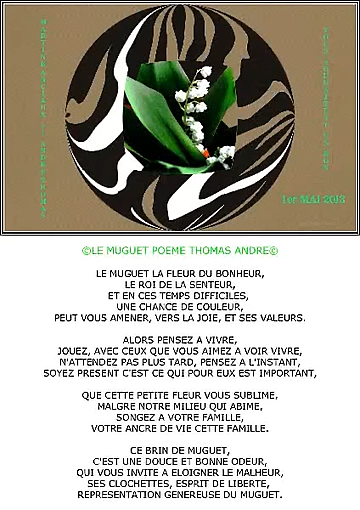 1er MAI 2013
©LE MUGUET POEME THOMAS ANDRE©
LE MUGUET LA FLEUR DU BONHEUR,
LE ROI DE LA SENTEUR,
ET EN CES TEMPS DIFFICILES,
UNE CHANCE DE COULEUR,
PEUT VOUS AMENER, VERS LA JOIE, ET SES VALEURS.
ALORS PENSEZ A VIVRE,
JOUEZ, AVEC CEUX QUE VOUS AIMEZ A VOIR VIVRE,
N'ATTENDEZ PAS PLUS TARD, PENSEZ A L'INSTANT,
SOYEZ PRESENT C'EST CE QUI POUR EUX EST IMPORTANT,
QUE CETTE PETITE FLEUR VOUS SUBLIME,
MALGRE NOTRE MILIEU QUI ABIME,
SONGEZ A VOTRE FAMILLE,
VOTRE ANCRE DE VIE CETTE FAMILLE.
CE BRIN DE MUGUET,
C'EST UNE DOUCE ET BONNE ODEUR,
QUI VOUS INVITE A ELOIGNER LE MALHEUR,
SES CLOCHETTES, ESPRIT DE LIBERTE,
REPRESENTATION GENEREUSE DU MUGUET.